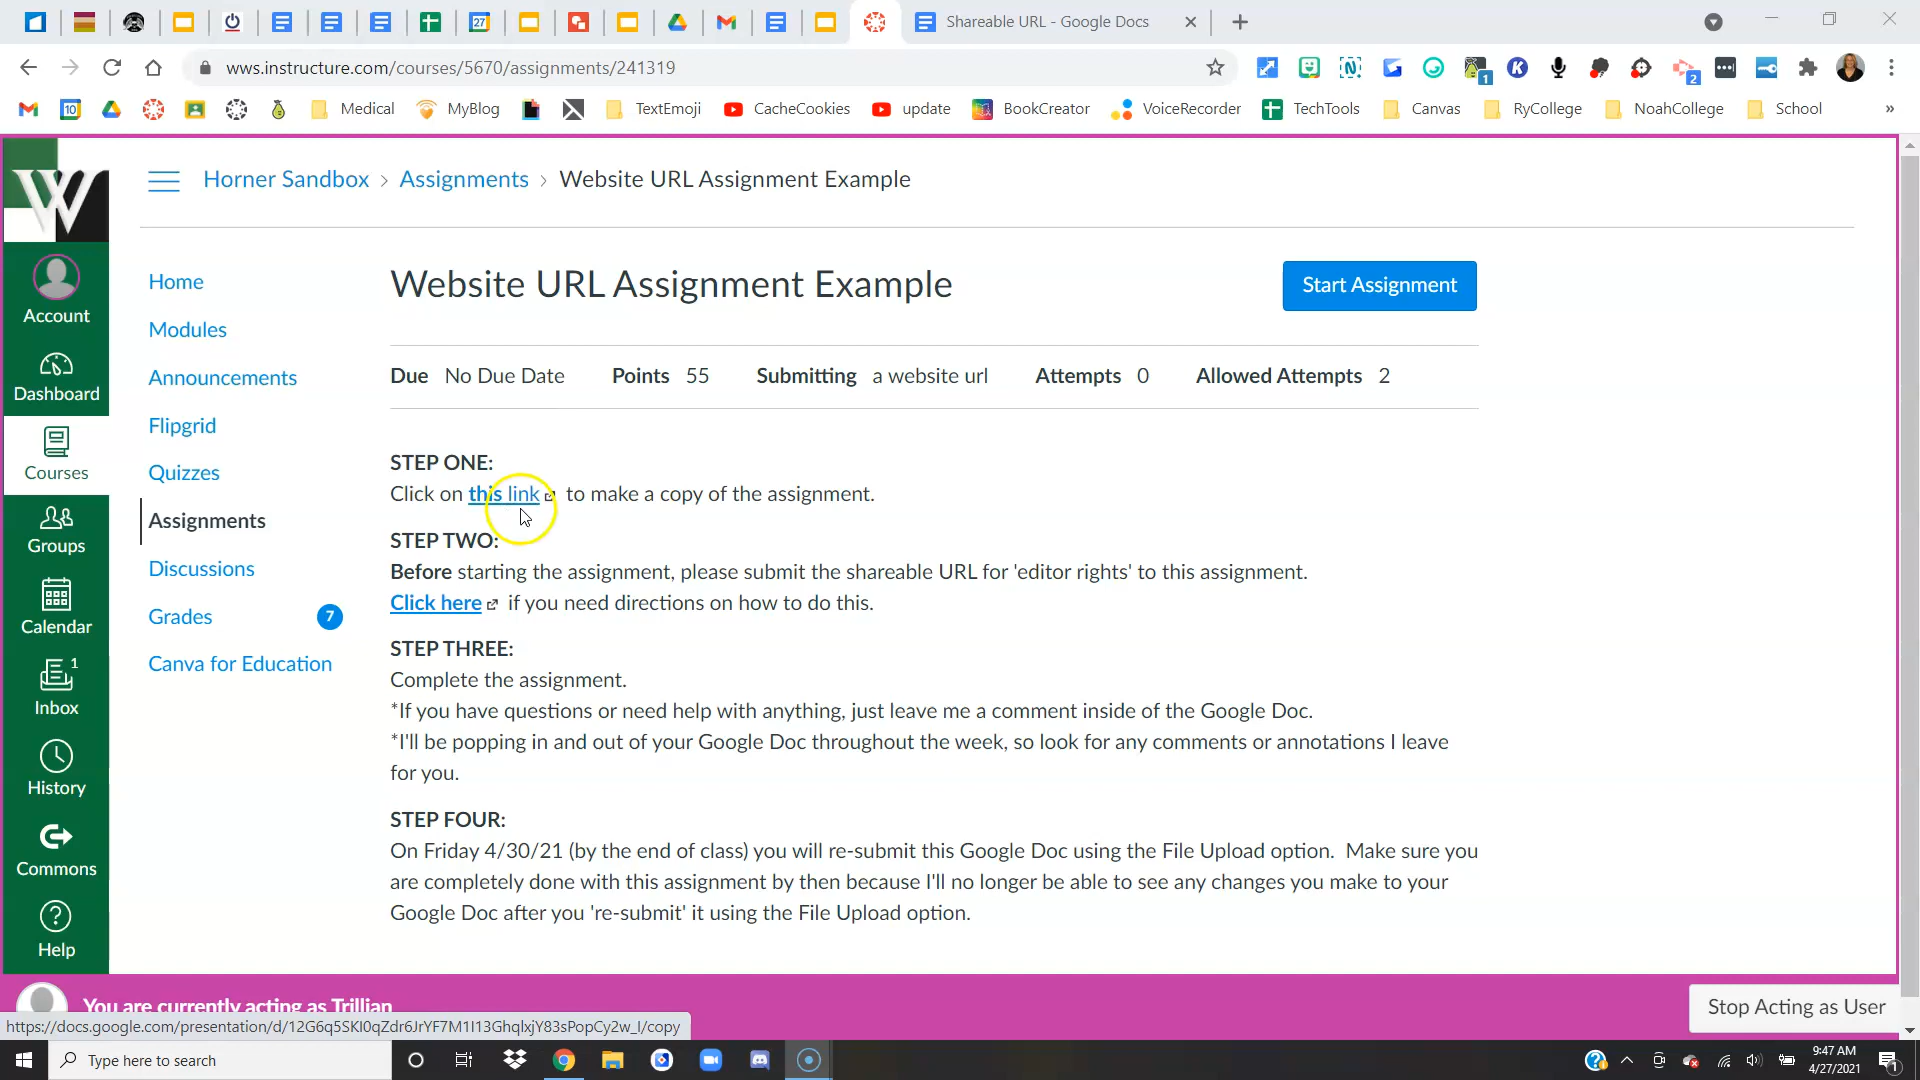 27
Shareable URL - Google Docs
wws.instructure.com/courses/5670/assignments/241319
1
2
10
Medical
MyBlog
TextEmoji
CacheCookies
update
BookCreator
VoiceRecorder
TechTools
Canvas
RyCollege
NoahCollege
School
»
W
Horner Sandbox › Assignments › Website URL Assignment Example
Account
Dashboard
Courses
Groups
Calendar
1
Inbox
History
Commons
Help
Home
Modules
Announcements
Flipgrid
Quizzes
Assignments
Discussions
Grades 7
Canva for Education
Website URL Assignment Example
Start Assignment
Due No Due Date Points 55 Submitting a website url Attempts 0 Allowed Attempts 2
STEP ONE:
Click on this link to make a copy of the assignment.
STEP TWO:
Before starting the assignment, please submit the shareable URL for 'editor rights' to this assignment.
Click here if you need directions on how to do this.
STEP THREE:
Complete the assignment.
*If you have questions or need help with anything, just leave me a comment inside of the Google Doc.
*I'll be popping in and out of your Google Doc throughout the week, so look for any comments or annotations I leave
for you.
STEP FOUR:
On Friday 4/30/21 (by the end of class) you will re-submit this Google Doc using the File Upload option. Make sure you
are completely done with this assignment by then because I'll no longer be able to see any changes you make to your
Google Doc after you 're-submit' it using the File Upload option.
You are currently acting as Trillian
Stop Acting as User
https://docs.google.com/presentation/d/12G6q5SKI0qZdr6JrYF7M1I13GhqlxjY83sPopCy2w_I/copy
Type here to search
9:47 AM
4/27/2021
1